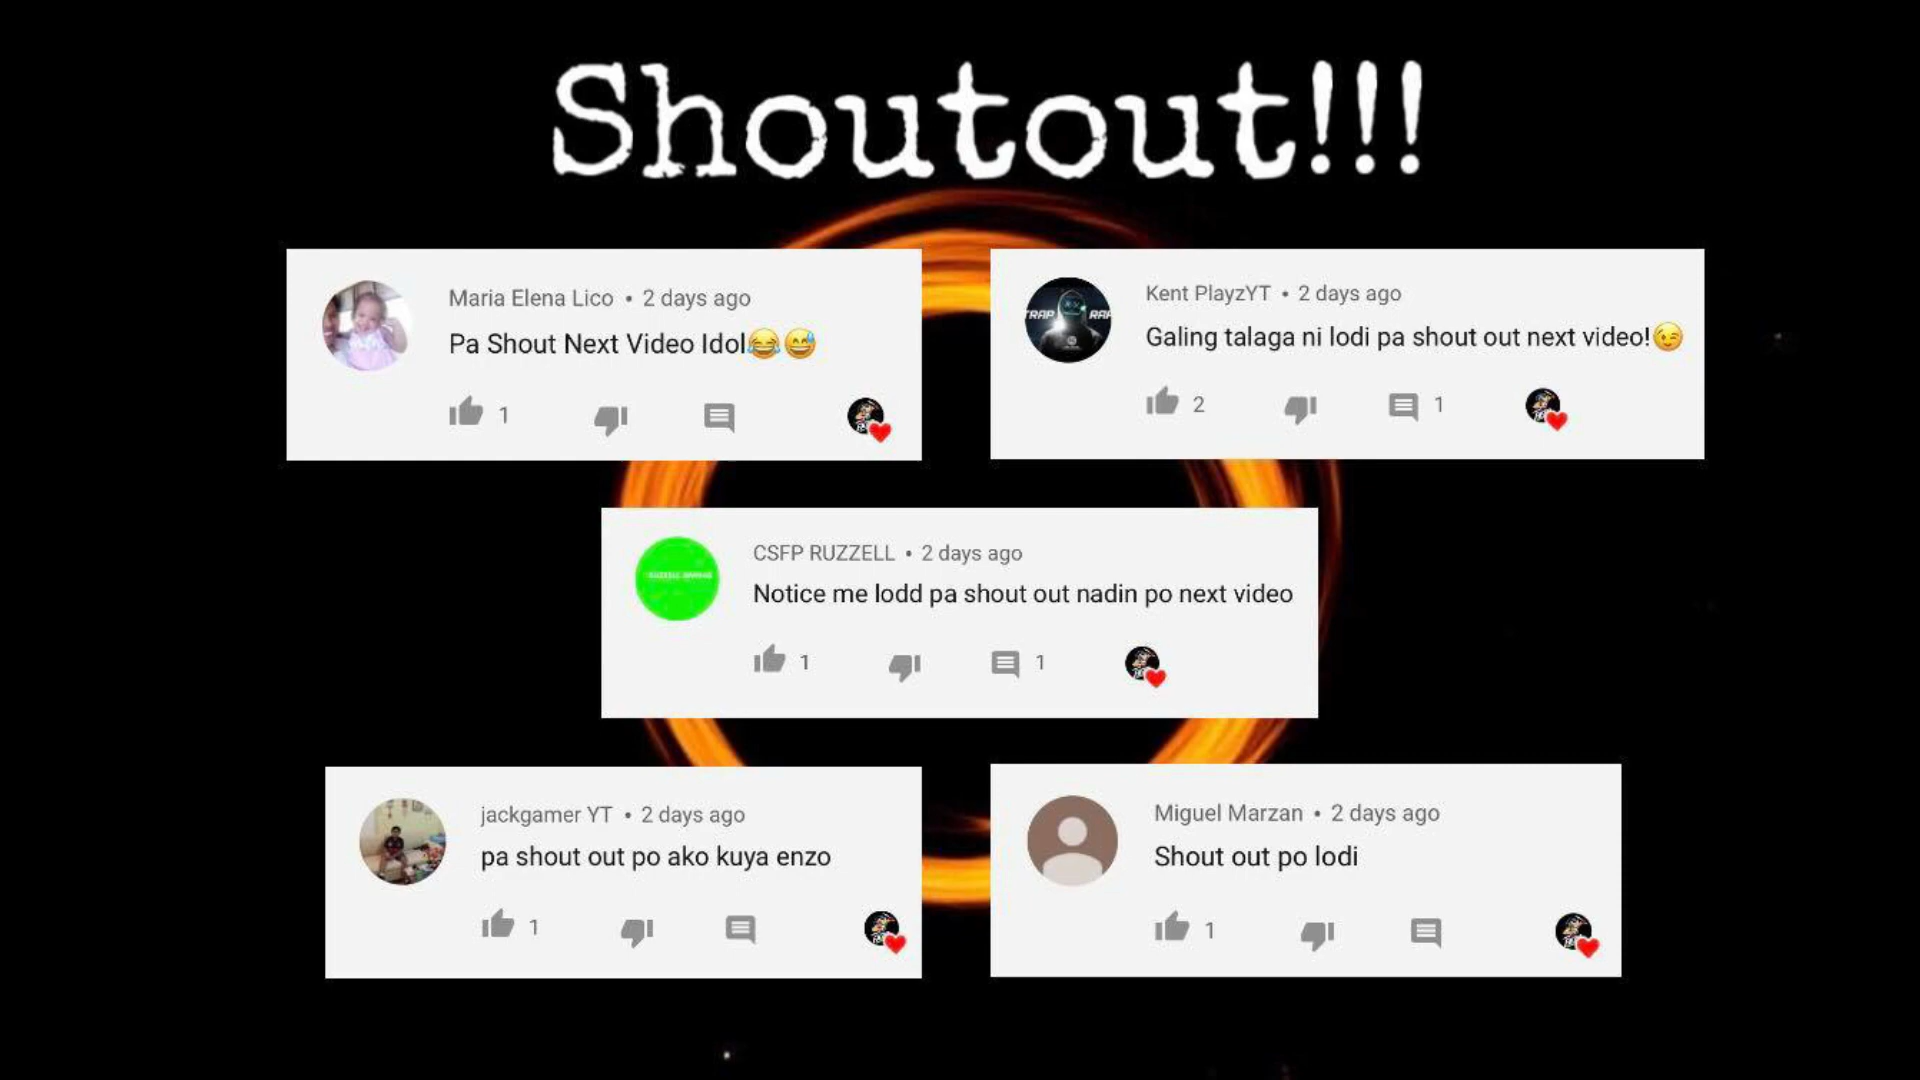 Shoutout!!!
Maria Elena Lico • 2 days ago
Pa Shout Next Video Idol😂😅
1
Kent PlayzYT • 2 days ago
TRAP RAP
Galing talaga ni lodi pa shout out next video!😉
2 1
CSFP RUZZELL • 2 days ago
Notice me lodd pa shout out nadin po next video
1 1
jackgamer YT • 2 days ago
pa shout out po ako kuya enzo
1
Miguel Marzan • 2 days ago
Shout out po lodi
1